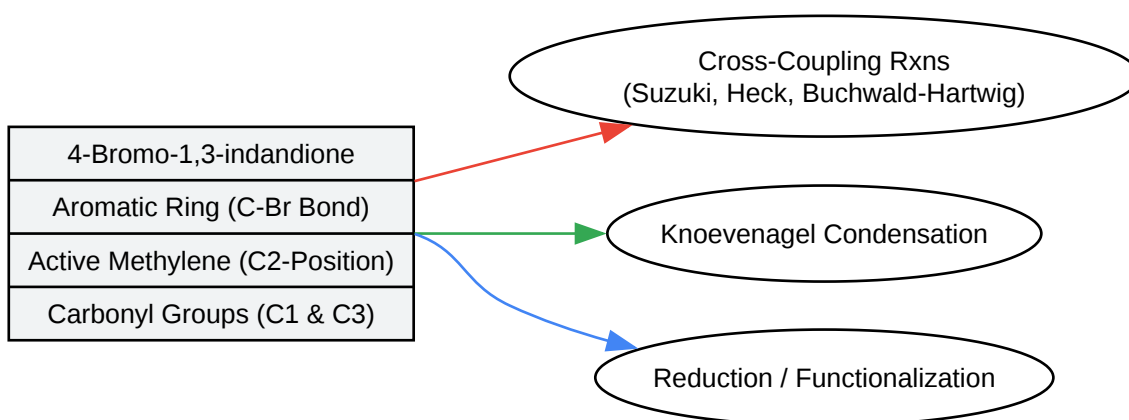 4-Bromo-1,3-indandione
Aromatic Ring (C-Br Bond)
Active Methylene (C2-Position)
Carbonyl Groups (C1 & C3)
Cross-Coupling Rxns
(Suzuki, Heck, Buchwald-Hartwig)
Knoevenagel Condensation
Reduction / Functionalization